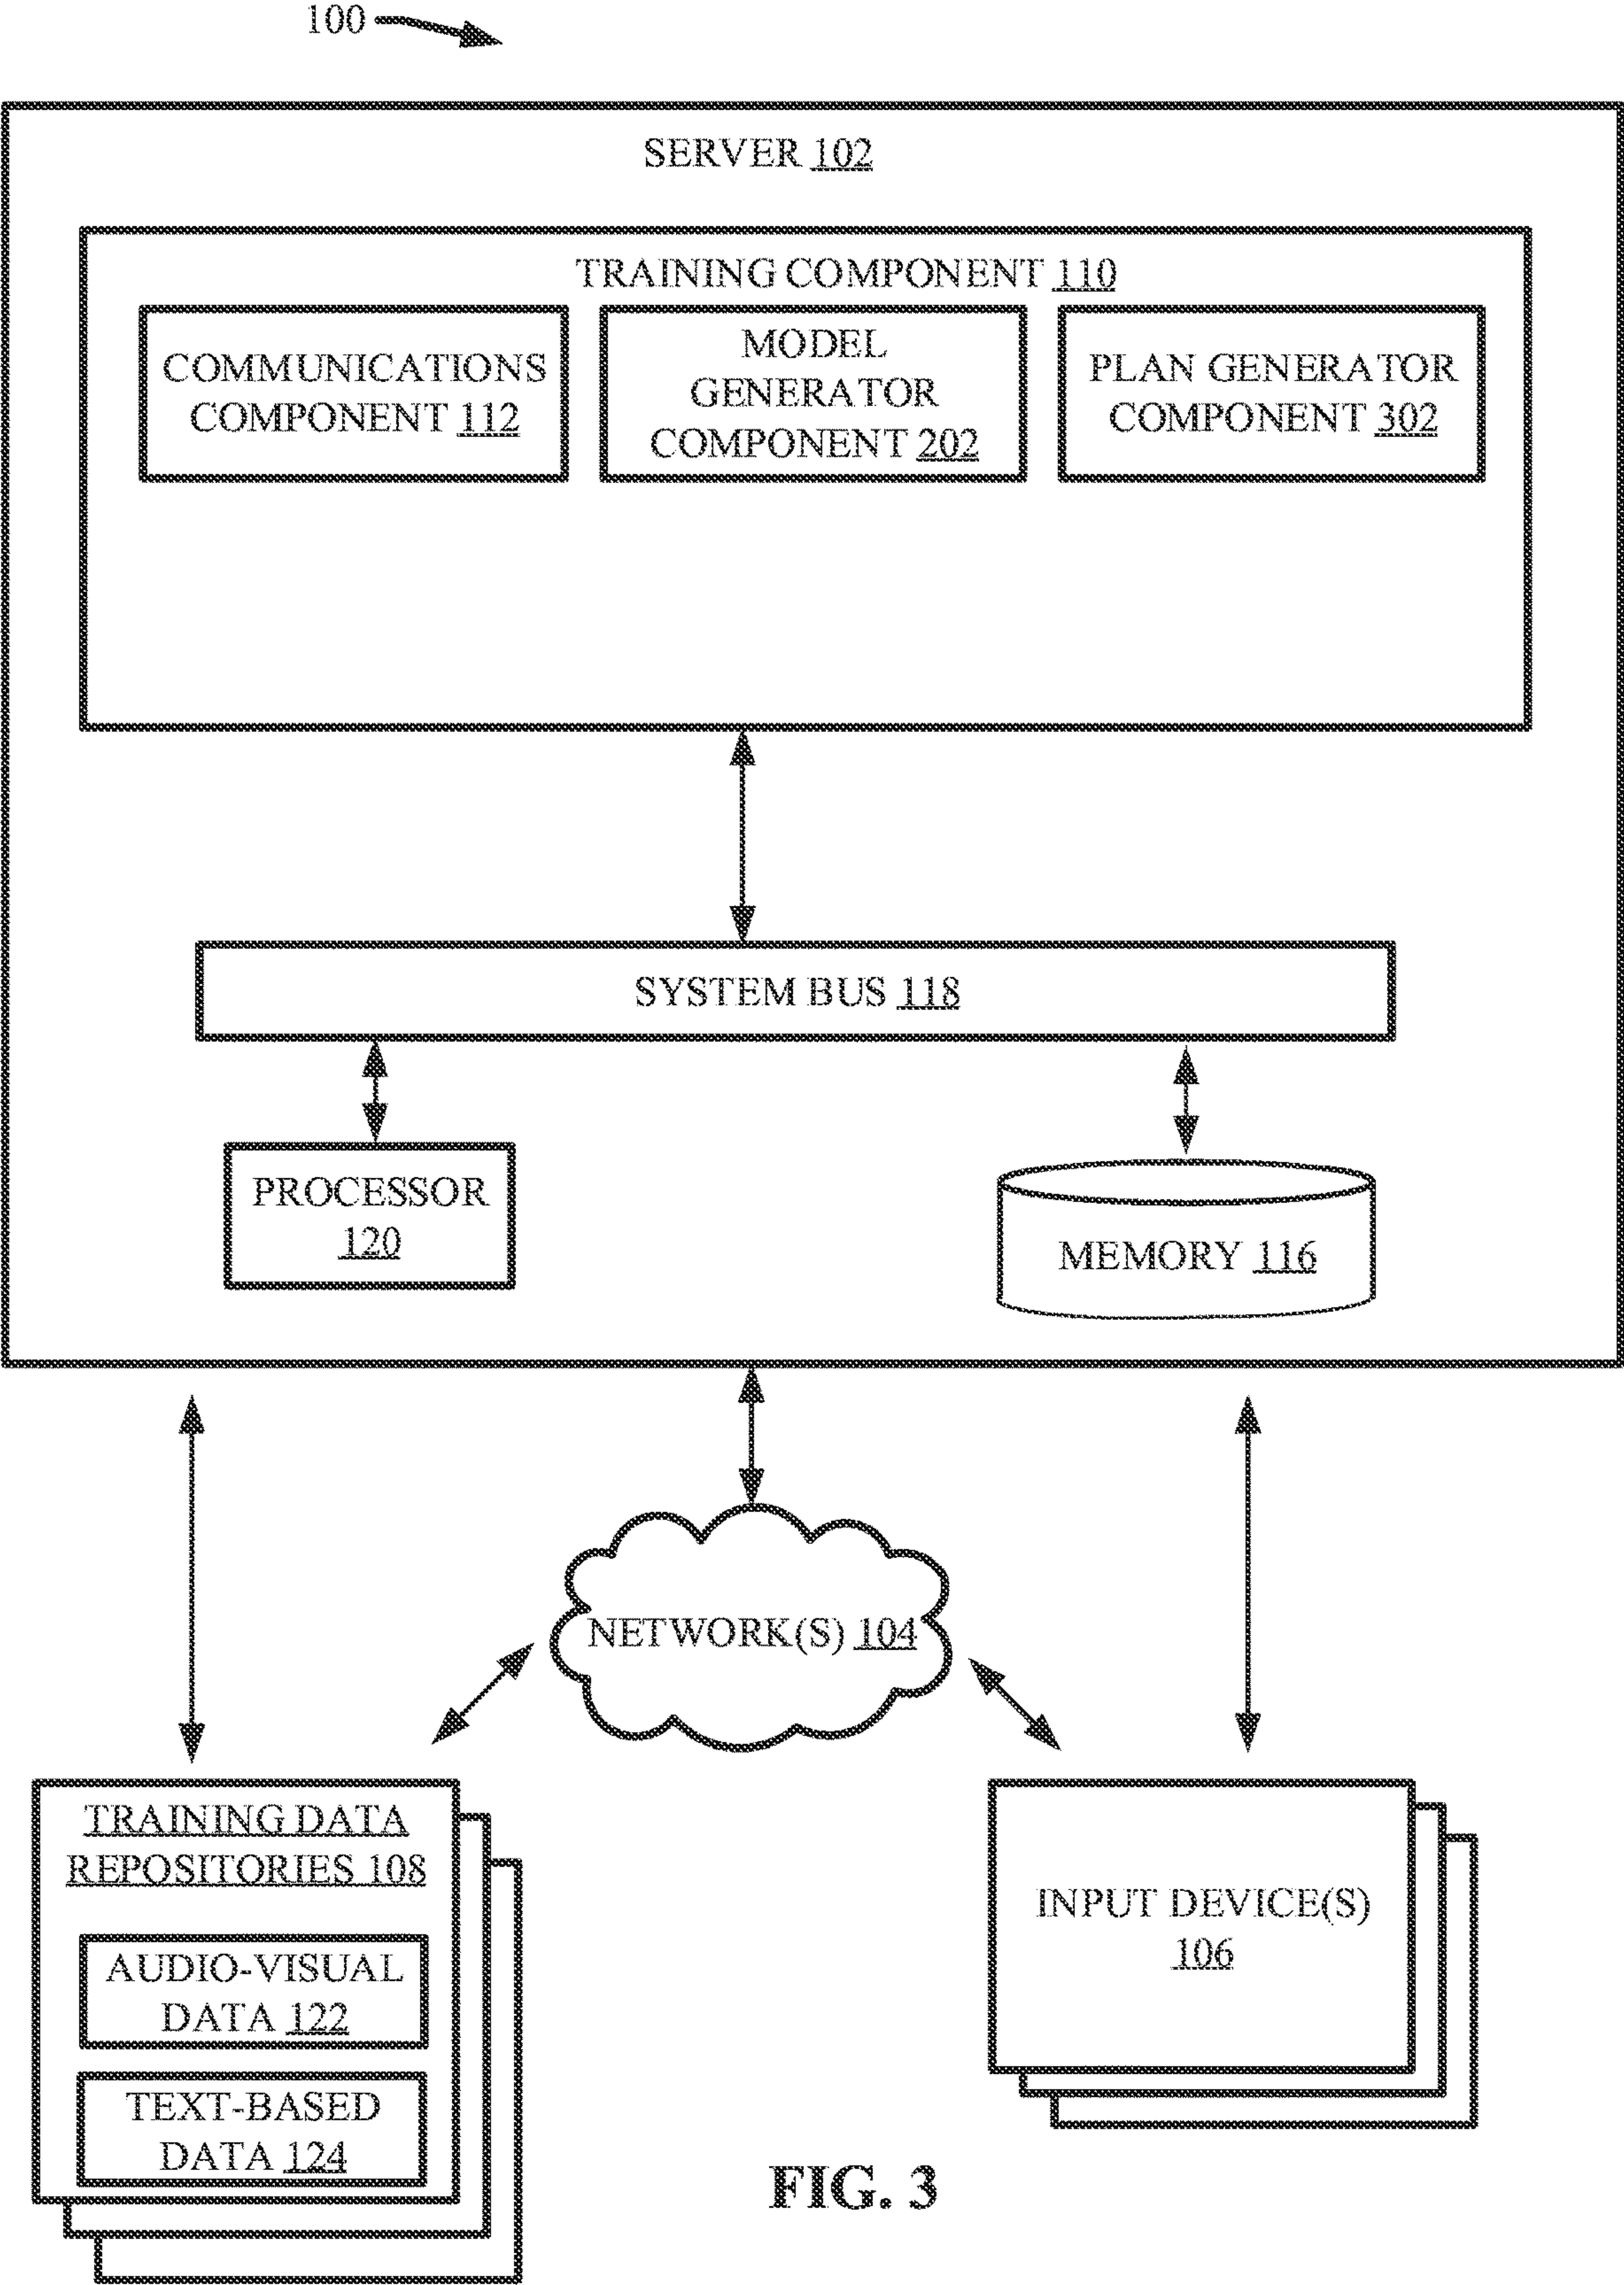 100
SERVER 102
TRAINING COMPONENT 110
COMMUNICATIONS
COMPONENT 112
MODEL
GENERATOR
COMPONENT 202
PLAN GENERATOR
COMPONENT 302
SYSTEM BUS 118
PROCESSOR
120
MEMORY 116
NETWORK(S) 104
TRAINING DATA
REPOSITORIES 108
AUDIO-VISUAL
DATA 122
TEXT-BASED
DATA 124
INPUT DEVICE(S)
106
FIG. 3